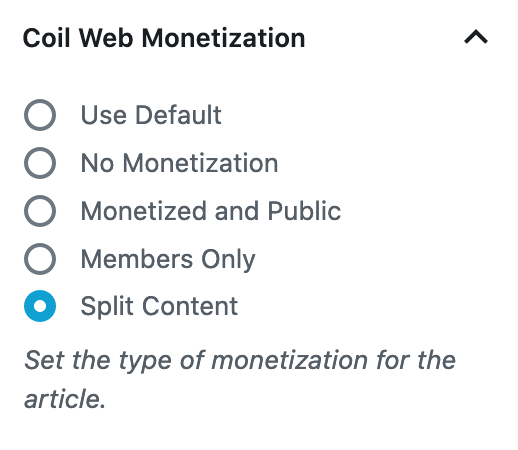 Coil Web Monetization
Use Default
No Monetization
Monetized and Public
Members Only
Split Content
Set the type of monetization for the
article.